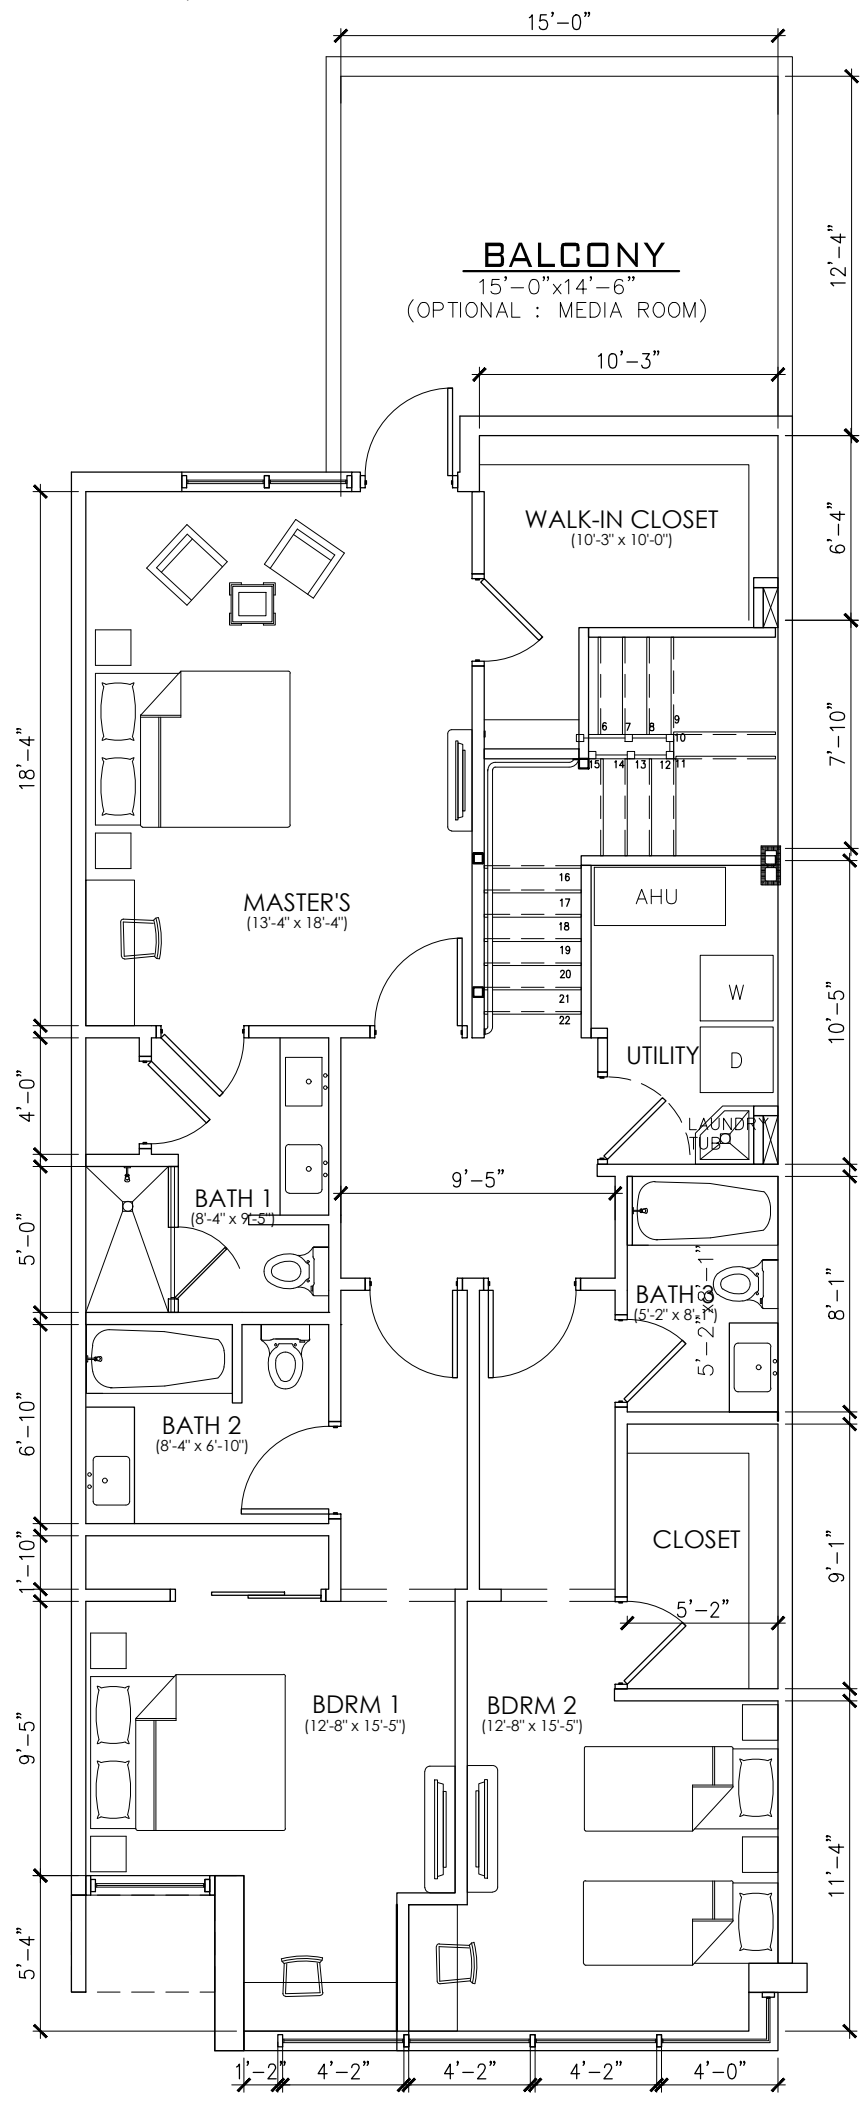 15'-0"
BALCONY
15'-0"x14'-6"
(OPTIONAL : MEDIA ROOM)
12'-4"
10'-3"
WALK-IN CLOSET
(10'-3" x 10'-0")
6'-4"
6
7
8
9
10
15
14
13
12
11
7'-10"
18'-4"
MASTER'S
(13'-4" x 18'-4")
16
17
18
19
20
21
22
AHU
W
D
UTILITY
LAUNDRY
TUB
10'-5"
4'-0"
BATH 1
(8'-4" x 9'-5")
9'-5"
5'-0"
BATH 3
(5'-2" x 8'-1")
5'-2"x8'-1"
8'-1"
BATH 2
(8'-4" x 6'-10")
6'-10"
CLOSET
9'-1"
1'-10"
5'-2"
BDRM 1
(12'-8" x 15'-5")
BDRM 2
(12'-8" x 15'-5")
9'-5"
11'-4"
5'-4"
1'-2"
4'-2"
4'-2"
4'-2"
4'-0"